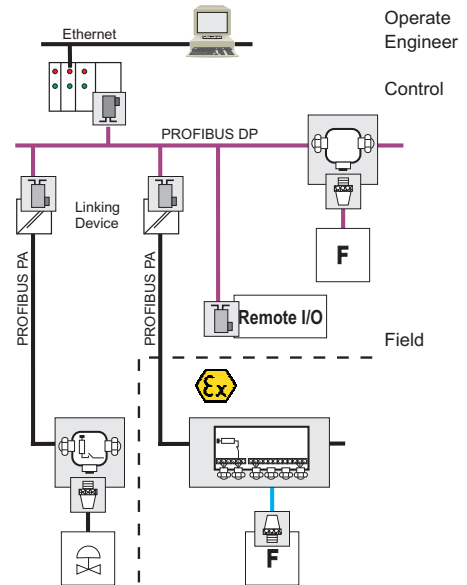 Operate
Engineer
Ethernet
Control
PROFIBUS DP
Linking
Device
F
PROFIBUS PA
PROFIBUS PA
Remote I/O
Field
Ex
F